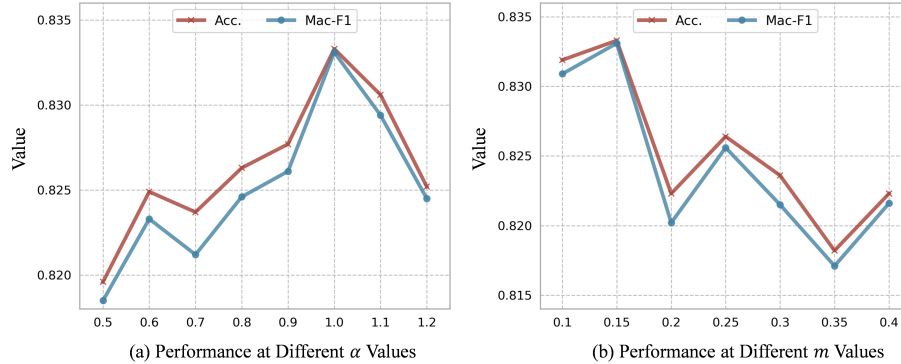 Acc. Mac-F1
0.835
0.830
0.825
0.820
Value
0.5 0.6 0.7 0.8 0.9 1.0 1.1 1.2
(a) Performance at Different α Values
Acc. Mac-F1
0.835
0.830
0.825
0.820
0.815
Value
0.1 0.15 0.2 0.25 0.3 0.35 0.4
(b) Performance at Different m Values